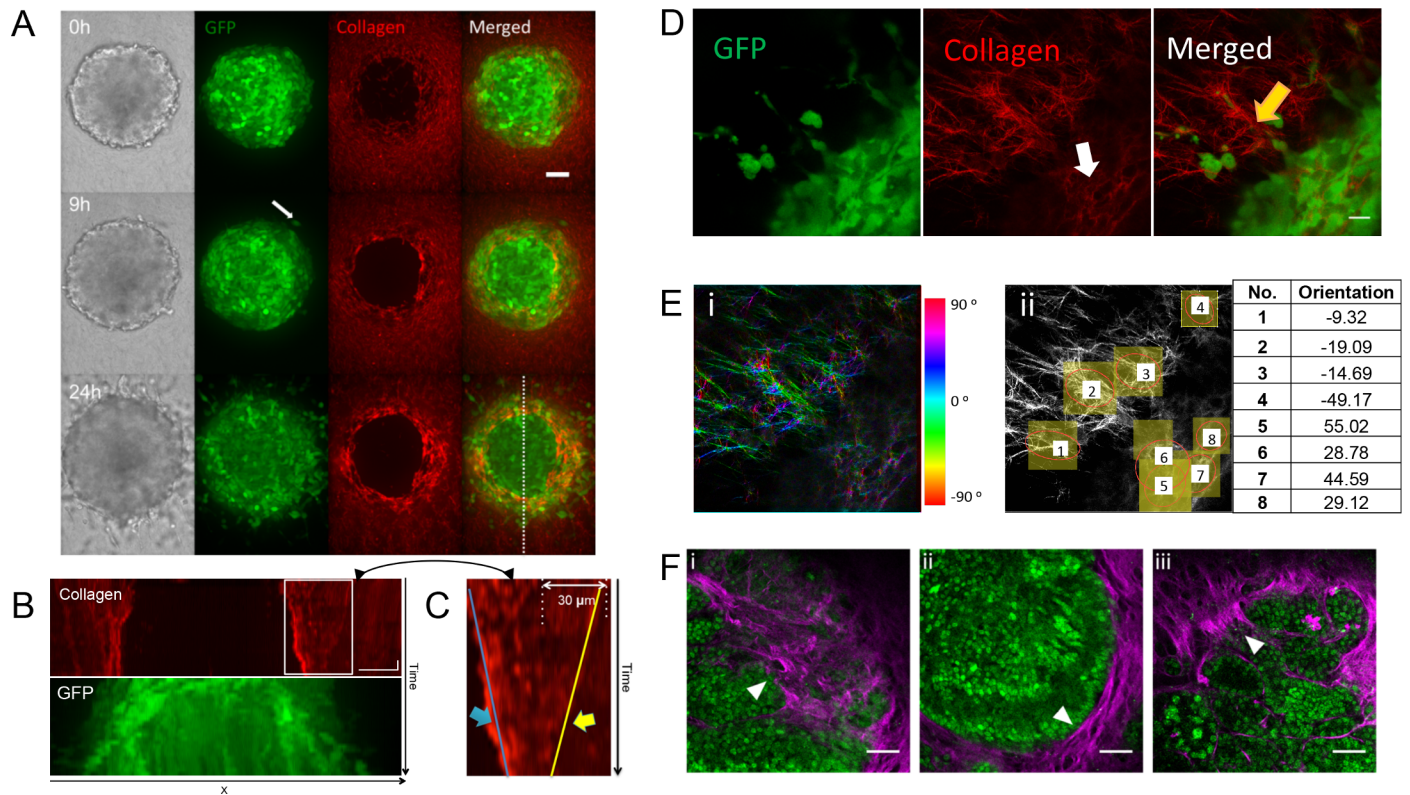 A
0h
GFP
Collagen
Merged
9h
24h
B
Collagen
GFP
Time
x
C
30 µm
Time
D
GFP
Collagen
Merged
E
i
90 º
0 º
-90 º
ii
1
2
3
4
5
6
7
8
No. Orientation
1 -9.32
2 -19.09
3 -14.69
4 -49.17
5 55.02
6 28.78
7 44.59
8 29.12
F
i
ii
iii